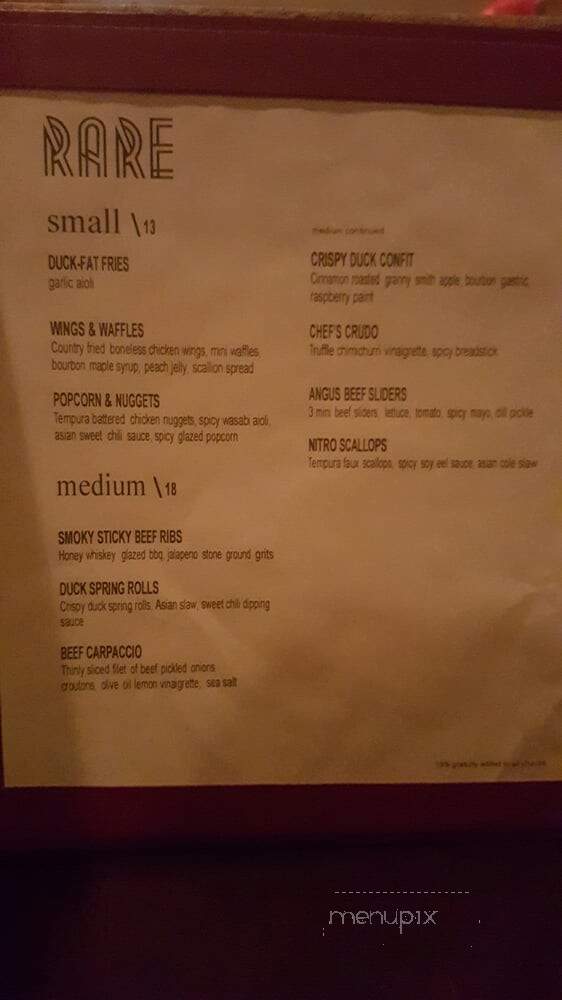 RARE
small \13
DUCK-FAT FRIES
garlic aioli
WINGS & WAFFLES
Country fried boneless chicken wings, mini waffles,
bourbon maple syrup, peach jelly, scallion spread
POPCORN & NUGGETS
Tempura battered chicken nuggets, spicy wasabi aioli,
asian sweet chili sauce, spicy glazed popcorn
medium \18
SMOKY STICKY BEEF RIBS
Honey whiskey glazed bbq, jalapeno stone ground grits
DUCK SPRING ROLLS
Crispy duck spring rolls, Asian slaw, sweet chili dipping
sauce
BEEF CARPACCIO
Thinly sliced filet of beef pickled onions,
croutons, olive oil lemon vinaigrette, sea salt
medium continued
CRISPY DUCK CONFIT
Cinnamon roasted granny smith apple, bourbon gastric,
raspberry paint
CHEF'S CRUDO
Truffle chimichurri vinaigrette, spicy breadstick
ANGUS BEEF SLIDERS
3 mini beef sliders, lettuce, tomato, spicy mayo, dill pickle
NITRO SCALLOPS
Tempura faux scallops, spicy soy eel sauce, asian cole slaw
gratuity added to
menupix